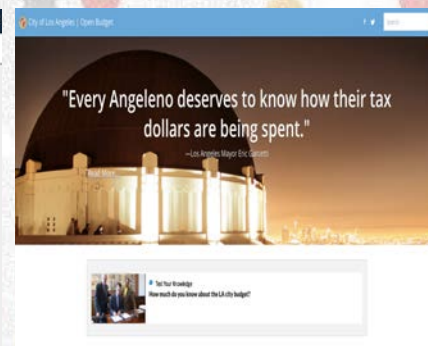 City of Los Angeles | Open Budget
"Every Angeleno deserves to know how their tax
dollars are being spent."
—Los Angeles Mayor Eric Garcetti
Read More
Test Your Knowledge
How much do you know about the LA city budget?